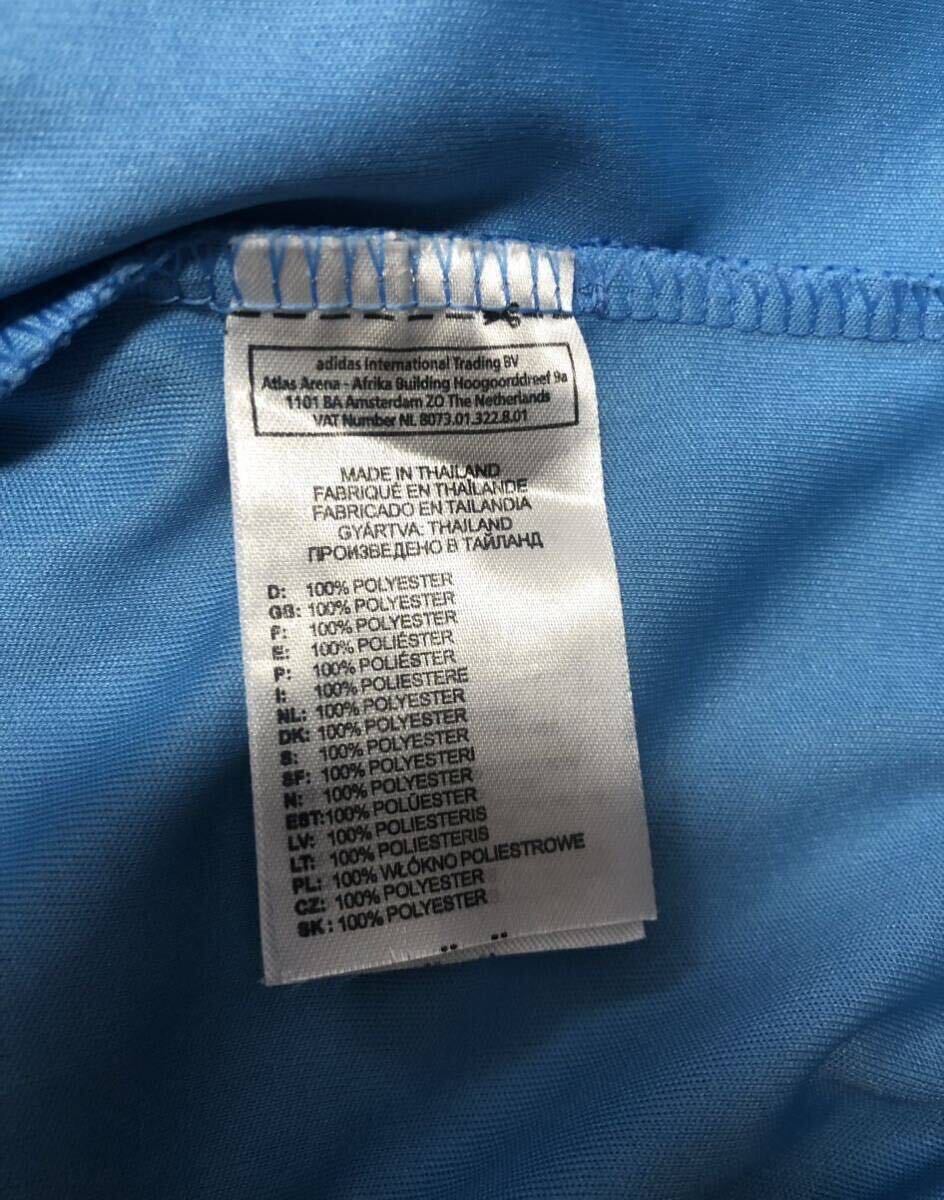 adidas International Trading BV
Atlas Arena - Afrika Building Hoogoorddreef 9a
1101 BA Amsterdam ZO The Netherlands
VAT Number NL 8073.01.322.B.01
MADE IN THAILAND
FABRIQUÉ EN THAÏLANDE
FABRICADO EN TAILANDIA
GYÁRTVA: THAILAND
ПРОИЗВЕДЕНО В ТАЙЛАНД
D: 100% POLYESTER
GB: 100% POLYESTER
F: 100% POLYESTER
E: 100% POLIÉSTER
P: 100% POLIÉSTER
I: 100% POLIESTERE
NL: 100% POLYESTER
DK: 100% POLYESTER
S: 100% POLYESTER
SF: 100% POLYESTERI
N: 100% POLYESTER
EST:100% POLÜESTER
LV: 100% POLIESTERIS
LT: 100% POLIESTERIS
PL: 100% WŁÓKNO POLIESTROWE
CZ: 100% POLYESTER
SK: 100% POLYESTER